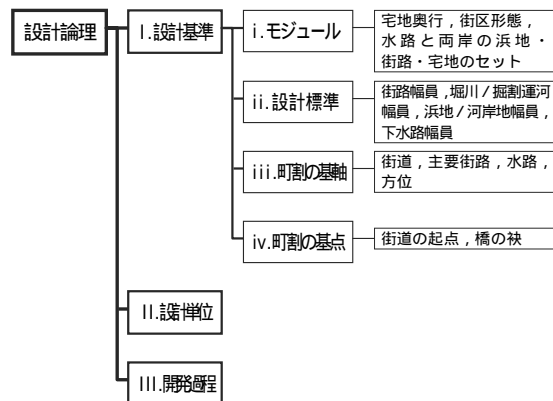 設計論理
I.設計基準
i.モジュール
宅地奥行，街区形態，
水路と両岸の浜地・
街路・宅地のセット
ii.設計標準
街路幅員，堀川/掘割運河
幅員，浜地/河岸地幅員，
下水路幅員
iii.町割の基軸
街道，主要街路，水路，
方位
iv.町割の基点
街道の起点，橋の袂
II.設計単位
III.開発過程